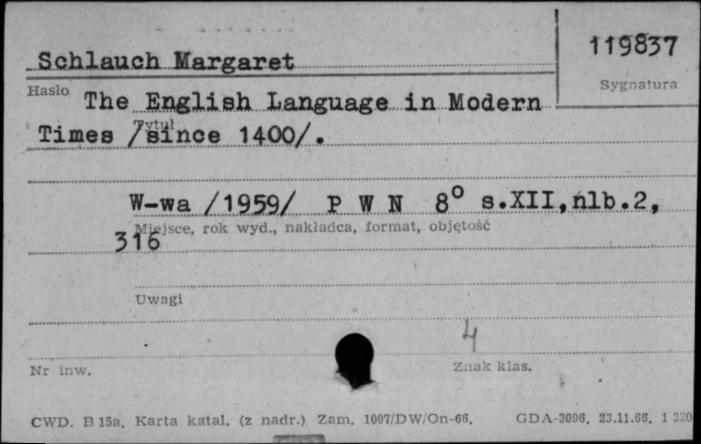 119837
Schlauch Margaret
Sygnatura
Hasło
The English Language in Modern
Tytuł
Times /since 1400/.
W-wa /1959/ P W N 8° s.XII,nlb.2,
Miejsce, rok wyd., nakładca, format, objętość
316
Uwagi
4
Nr inw.
Znak klas.
CWD. B 15a. Karta katal. (z nadr.) Zam. 1007/DW/On-66. GDA-3096. 23.11.66. 1 320